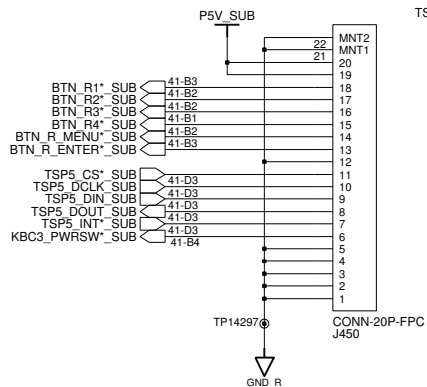 TS
P5V_SUB
MNT2
22
MNT1
21
20
19
BTN_R1*_SUB 41-B3 18
BTN_R2*_SUB 41-B2 17
BTN_R3*_SUB 41-B2 16
BTN_R4*_SUB 41-B1 15
BTN_R_MENU*_SUB 41-B2 14
BTN_R_ENTER*_SUB 41-B3 13
12
TSP5_CS*_SUB 11
TSP5_DCLK_SUB 41-D3 10
TSP5_DIN_SUB 41-D3 9
TSP5_DOUT_SUB 41-D3 8
TSP5_INT*_SUB 41-D3 7
KBC3_PWRSW*_SUB 41-D3 6
41-B4
5
4
3
2
1
TP14297
CONN-20P-FPC
J450
GND_R